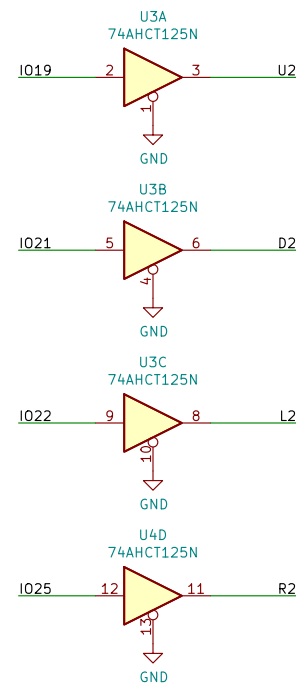 U3A
74AHCT125N
IO19 2 3 U2
1
GND
U3B
74AHCT125N
IO21 5 6 D2
4
GND
U3C
74AHCT125N
IO22 9 8 L2
10
GND
U4D
74AHCT125N
IO25 12 11 R2
13
GND